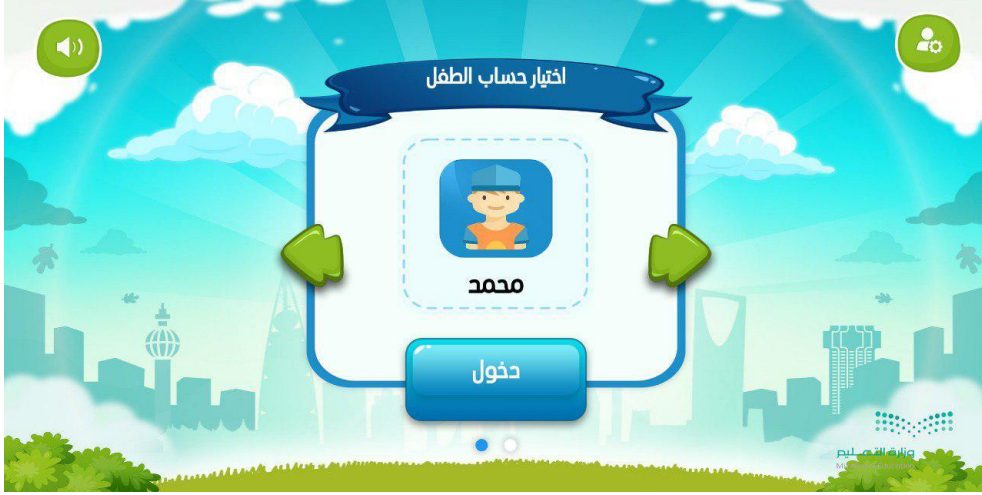 اختيار حساب الطفل
محمد
دخول
وزارة التعليم